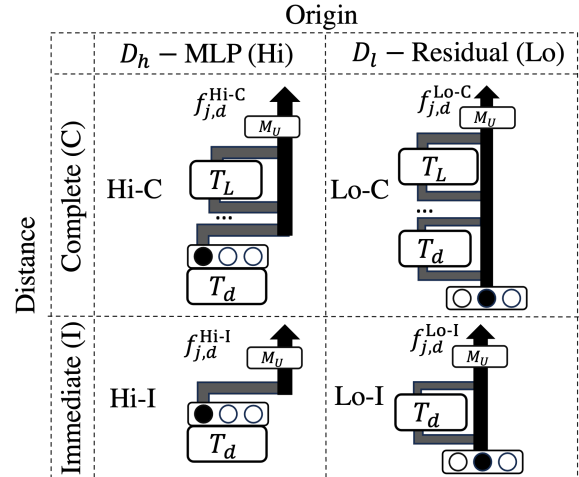 Origin
D_h – MLP (Hi)
D_l – Residual (Lo)
Distance
Complete (C)
f_{j,d}^{Hi-C}
M_U
T_L
Hi-C
...
T_d
f_{j,d}^{Lo-C}
M_U
T_L
Lo-C
...
T_d
Immediate (I)
f_{j,d}^{Hi-I}
M_U
Hi-I
T_d
f_{j,d}^{Lo-I}
M_U
Lo-I
T_d